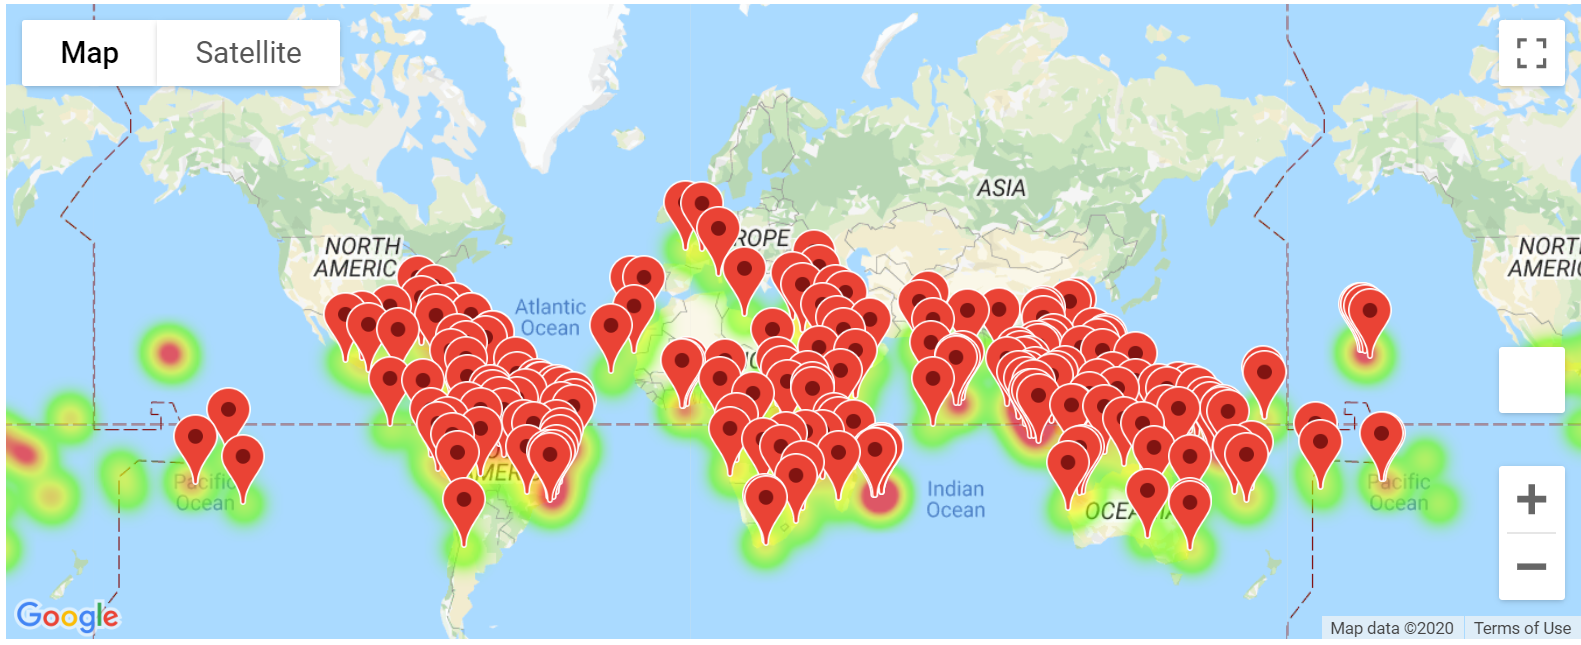 Map
Satellite
ASIA
NORTH
AMERIC
ROPE
NORT
AMERIC
Atlantic
Ocean
Indian
Ocean
OCEA
Pacific
Ocean
Pacific
Ocean
AMERI
Google
Map data ©2020
Terms of Use